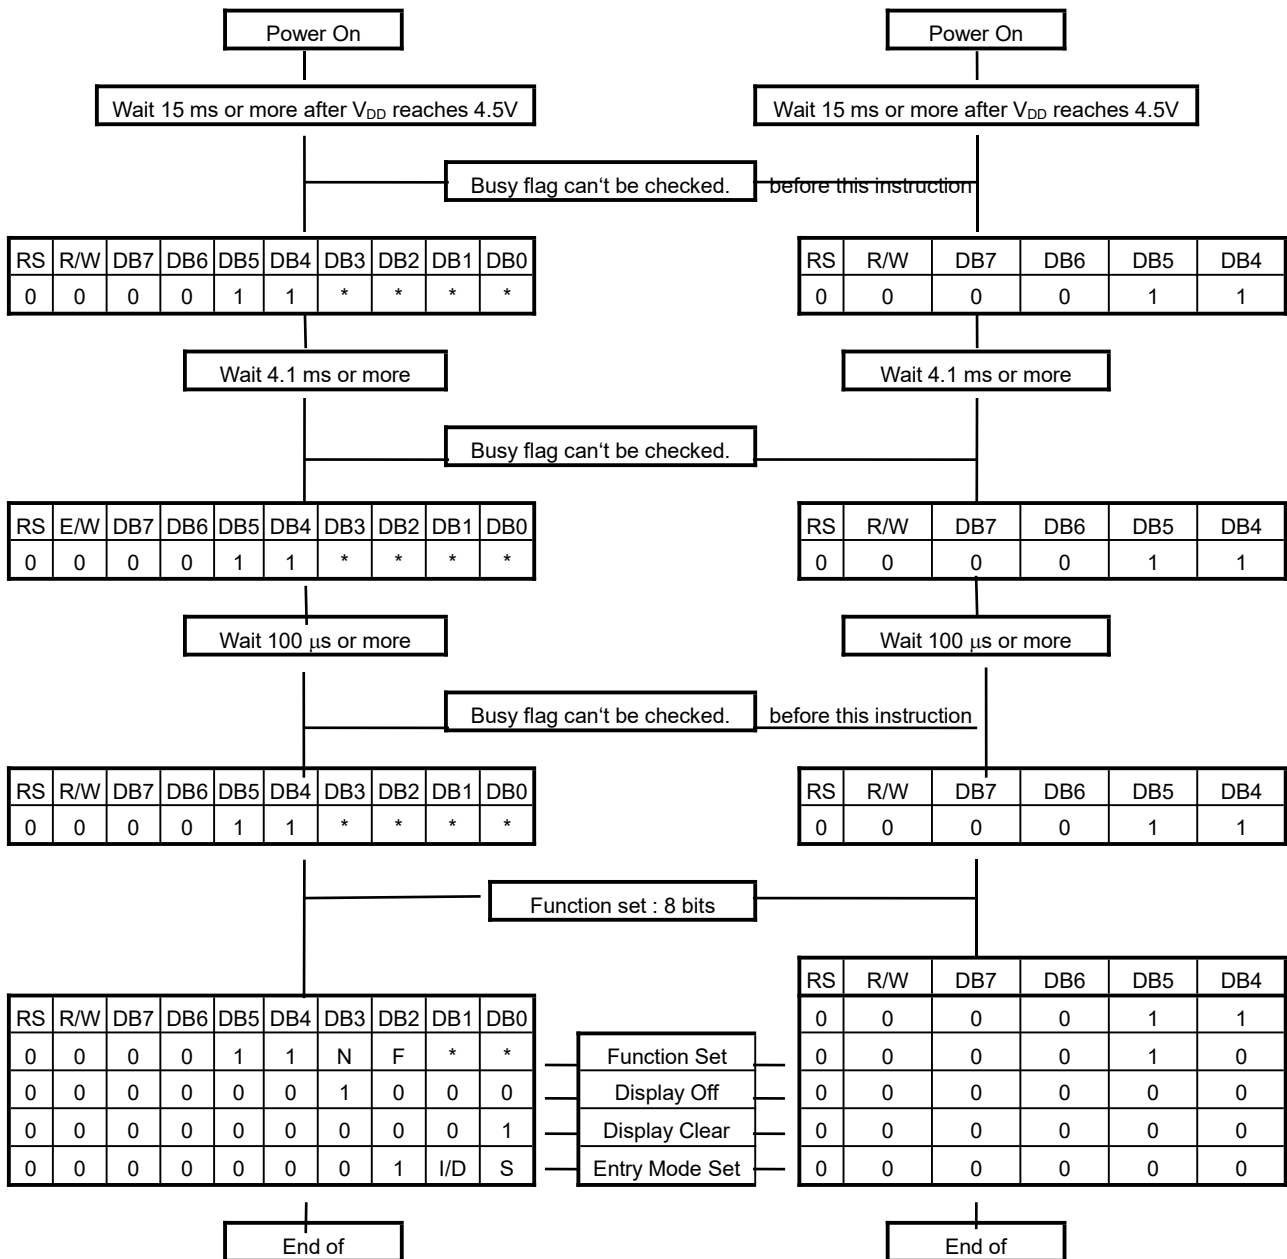 Power On Power On
Wait 15 ms or more after VDD reaches 4.5V Wait 15 ms or more after VDD reaches 4.5V
Busy flag can‘t be checked. before this instruction
RS R/W DB7 DB6 DB5 DB4 DB3 DB2 DB1 DB0 RS R/W DB7 DB6 DB5 DB4
0 0 0 0 1 1 * * * * 0 0 0 0 1 1
Wait 4.1 ms or more Wait 4.1 ms or more
Busy flag can‘t be checked.
RS E/W DB7 DB6 DB5 DB4 DB3 DB2 DB1 DB0 RS R/W DB7 DB6 DB5 DB4
0 0 0 0 1 1 * * * * 0 0 0 0 1 1
Wait 100 μs or more Wait 100 μs or more
Busy flag can‘t be checked. before this instruction
RS R/W DB7 DB6 DB5 DB4 DB3 DB2 DB1 DB0 RS R/W DB7 DB6 DB5 DB4
0 0 0 0 1 1 * * * * 0 0 0 0 1 1
Function set : 8 bits
RS R/W DB7 DB6 DB5 DB4
RS R/W DB7 DB6 DB5 DB4 DB3 DB2 DB1 DB0 0 0 0 0 1 1
0 0 0 0 1 1 N F * * Function Set 0 0 0 0 1 0
0 0 0 0 0 0 1 0 0 0 Display Off 0 0 0 0 0 0
0 0 0 0 0 0 0 0 0 1 Display Clear 0 0 0 0 0 0
0 0 0 0 0 0 0 1 I/D S Entry Mode Set 0 0 0 0 0 0
End of End of